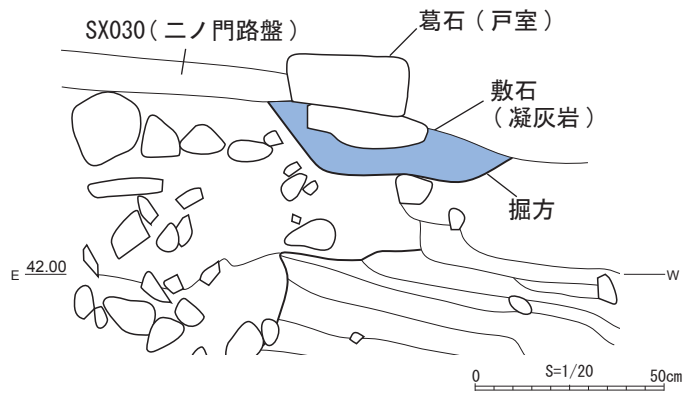 SX030(二ノ門路盤)
葛石(戸室)
敷石
(凝灰岩)
掘方
E 42.00
W
S=1/20
0 50cm